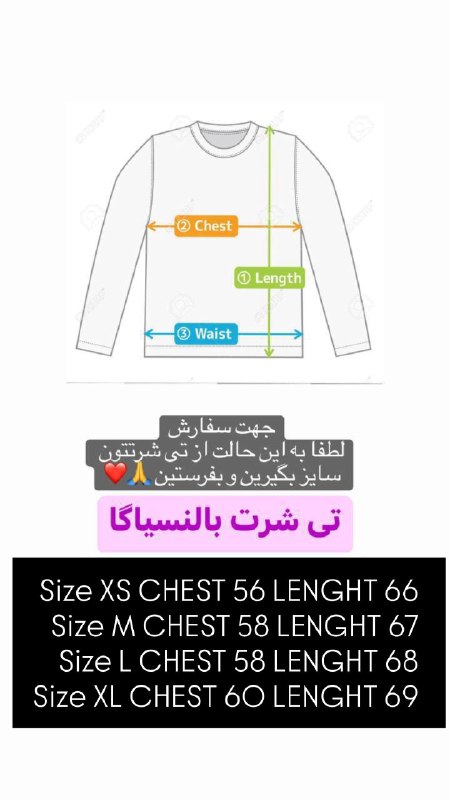 ① Length
② Chest
③ Waist
جهت سفارش
لطفا به این حالت از تی شرتتون
سایز بگیرین و بفرستین🙏❤️
تی شرت بالنسیاگا
Size XS CHEST 56 LENGHT 66
Size M CHEST 58 LENGHT 67
Size L CHEST 58 LENGHT 68
Size XL CHEST 60 LENGHT 69